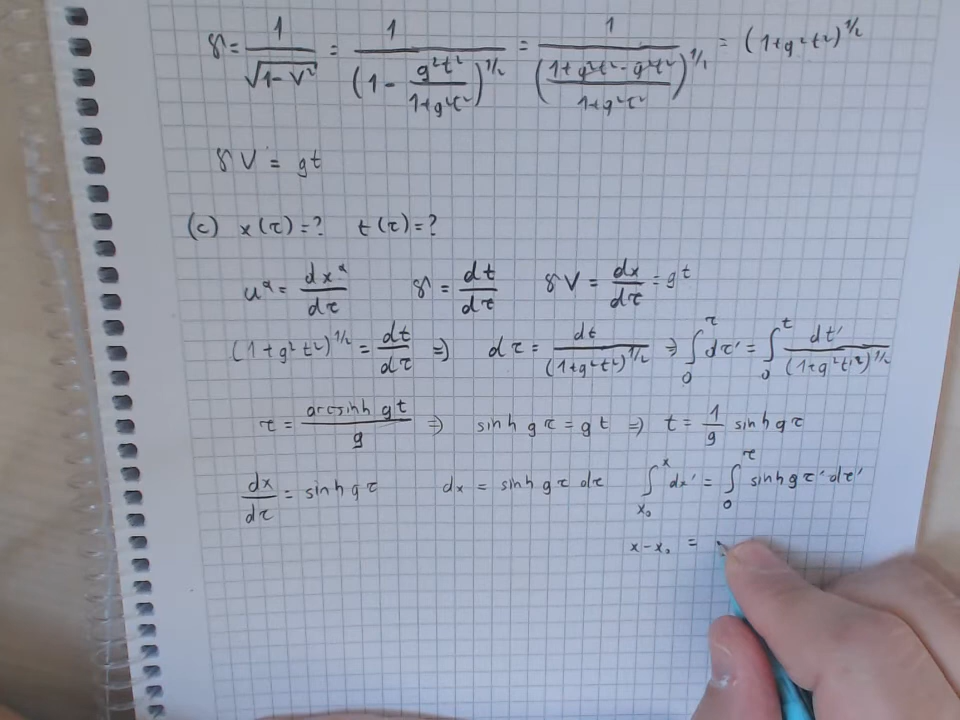 γ = 1/√(1-V²) = 1/(1 - g²t²/(1+g²t²))^1/2 = 1/((1+g²t²-g²t²)/(1+g²t²))^1/2 = (1+g²t²)^1/2
γV = gt
(c) x(τ)=? t(τ)=?
u^α = dx^α/dτ γ = dt/dτ γV = dx/dτ = gt
(1+g²t²)^1/2 = dt/dτ ⇒ dτ = dt/(1+g²t²)^1/2 ⇒ ∫₀^τ dτ' = ∫₀^t dt'/(1+g²t'²)^1/2
τ = arcsinh gt/g ⇒ sinh gτ = gt ⇒ t = 1/g sinh gτ
dx/dτ = sinh gτ dx = sinh gτ dτ ∫_x₀^x dx' = ∫₀^τ sinh gτ' dτ'
x-x₀ =